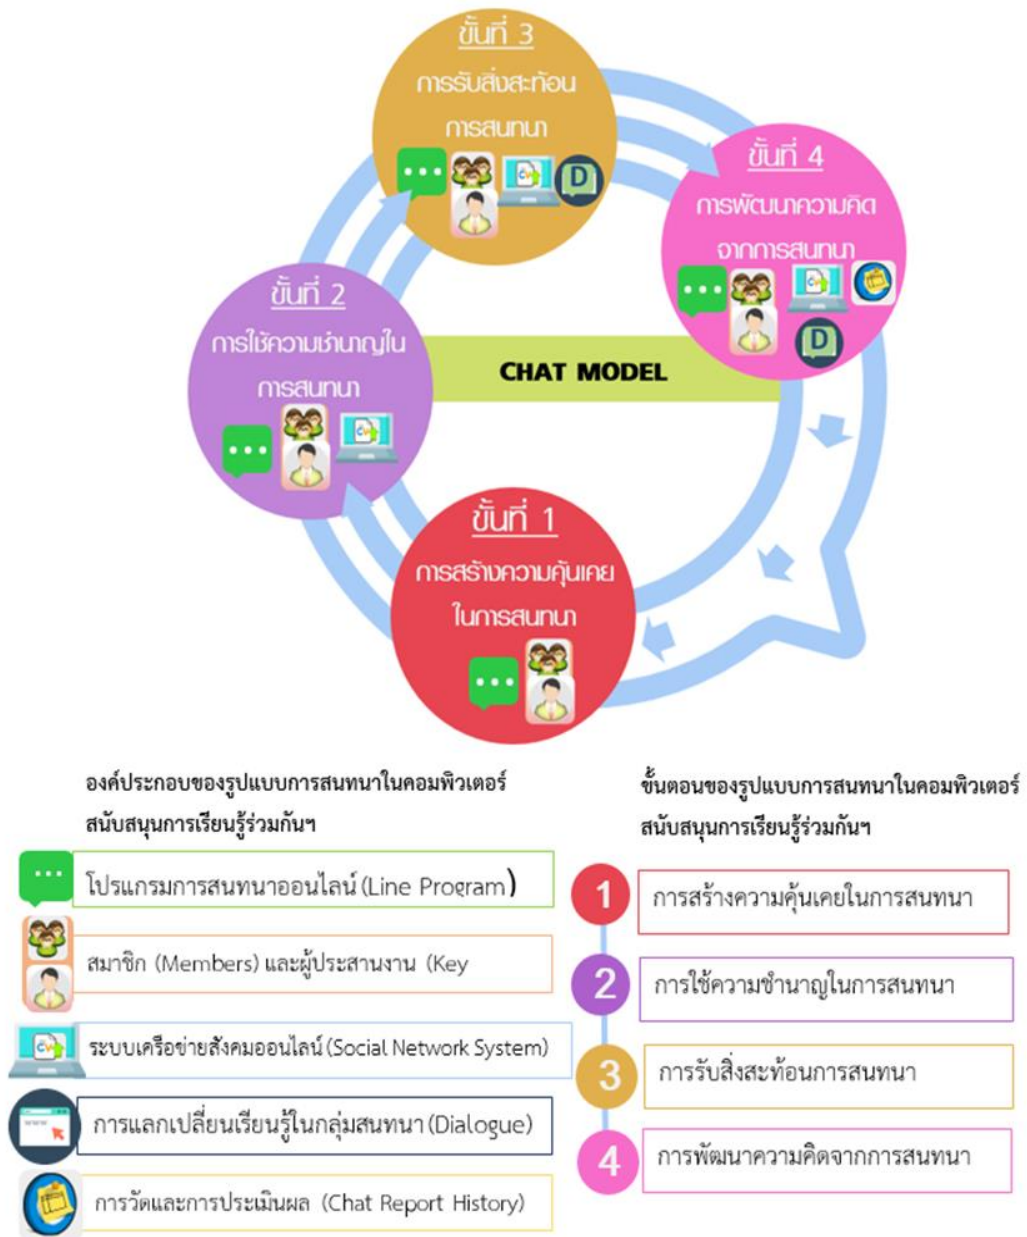 ขั้นที่ 3
การรับสิ่งสะท้อน
การสนทนา
D
ขั้นที่ 4
การพัฒนาความคิด
จากการสนทนา
D
ขั้นที่ 2
การใช้ความชำนาญใน
การสนทนา
CHAT MODEL
ขั้นที่ 1
การสร้างความคุ้นเคย
ในการสนทนา
องค์ประกอบของรูปแบบการสนทนาในคอมพิวเตอร์
สนับสนุนการเรียนรู้ร่วมกันฯ
โปรแกรมการสนทนาออนไลน์ (Line Program)
สมาชิก (Members) และผู้ประสานงาน (Key
ระบบเครือข่ายสังคมออนไลน์ (Social Network System)
การแลกเปลี่ยนเรียนรู้ในกลุ่มสนทนา (Dialogue)
การวัดและการประเมินผล (Chat Report History)
ขั้นตอนของรูปแบบการสนทนาในคอมพิวเตอร์
สนับสนุนการเรียนรู้ร่วมกันฯ
1 การสร้างความคุ้นเคยในการสนทนา
2 การใช้ความชำนาญในการสนทนา
3 การรับสิ่งสะท้อนการสนทนา
4 การพัฒนาความคิดจากการสนทนา